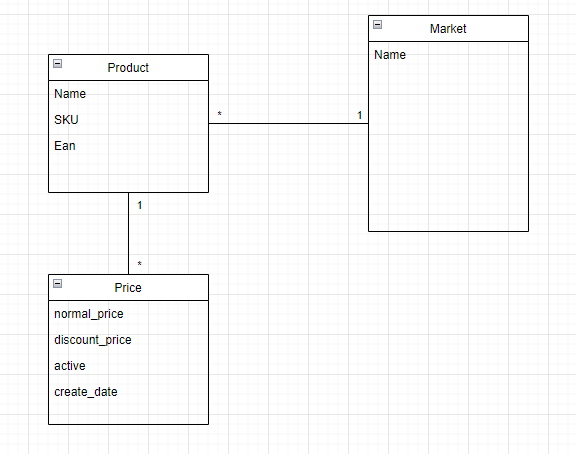 Market
Name
Product
Name
SKU
Ean
* 1
1
*
Price
normal_price
discount_price
active
create_date